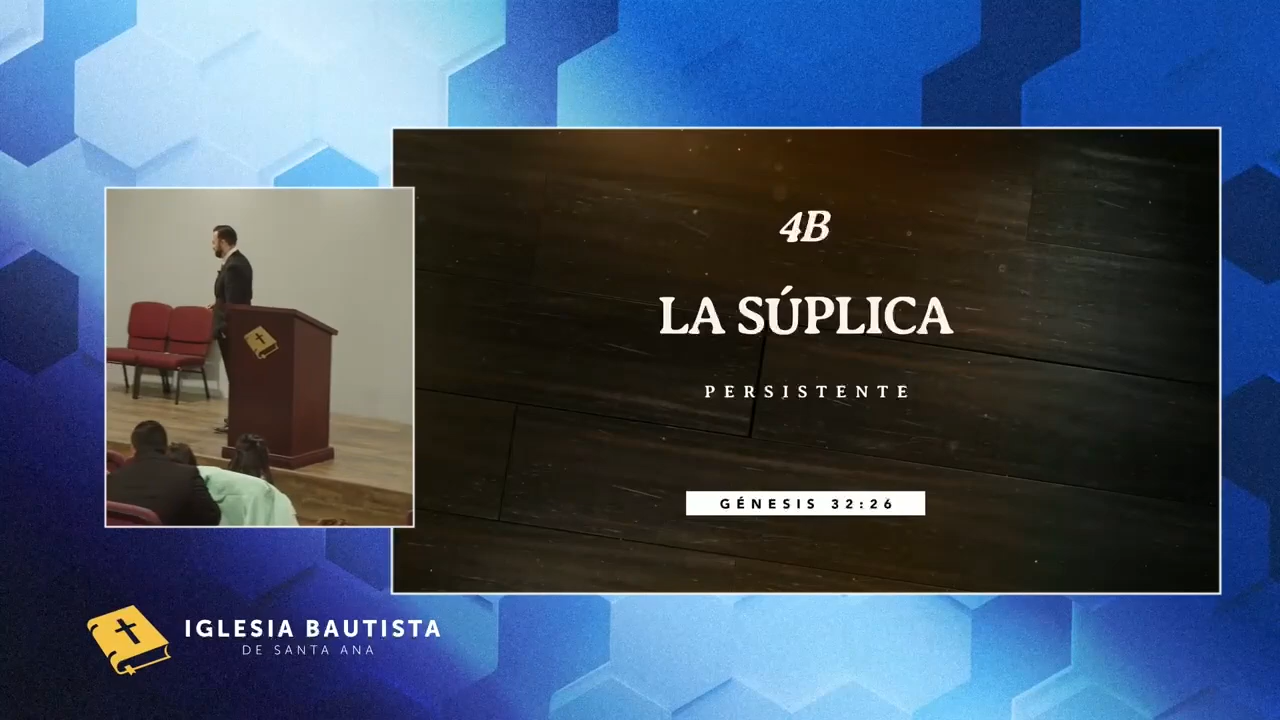 4B
LA SÚPLICA
PERSISTENTE
GÉNESIS 32:26
IGLESIA BAUTISTA
DE SANTA ANA